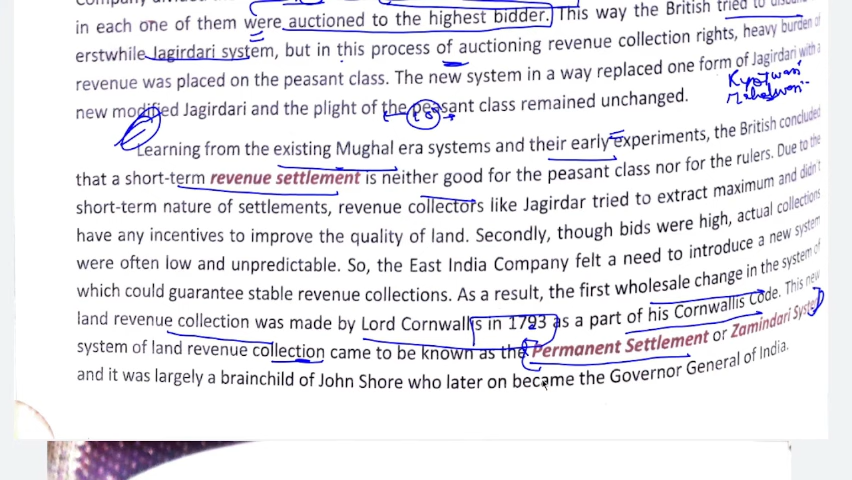 in each one of them were auctioned to the highest bidder. This way the British tried to
erstwhile Jagirdari system, but in this process of auctioning revenue collection rights, heavy burden of
revenue was placed on the peasant class. The new system in a way replaced one form of Jagirdari with a
new modified Jagirdari and the plight of the peasant class remained unchanged.
Learning from the existing Mughal era systems and their early experiments, the British concluded
that a short-term revenue settlement is neither good for the peasant class nor for the rulers. Due to the
short-term nature of settlements, revenue collectors like Jagirdar tried to extract maximum and didn't
have any incentives to improve the quality of land. Secondly, though bids were high, actual collections
were often low and unpredictable. So, the East India Company felt a need to introduce a new system
which could guarantee stable revenue collections. As a result, the first wholesale change in the system of
land revenue collection was made by Lord Cornwallis in 1793 as a part of his Cornwallis Code. This new
system of land revenue collection came to be known as the Permanent Settlement or Zamindari System
and it was largely a brainchild of John Shore who later on became the Governor General of India.